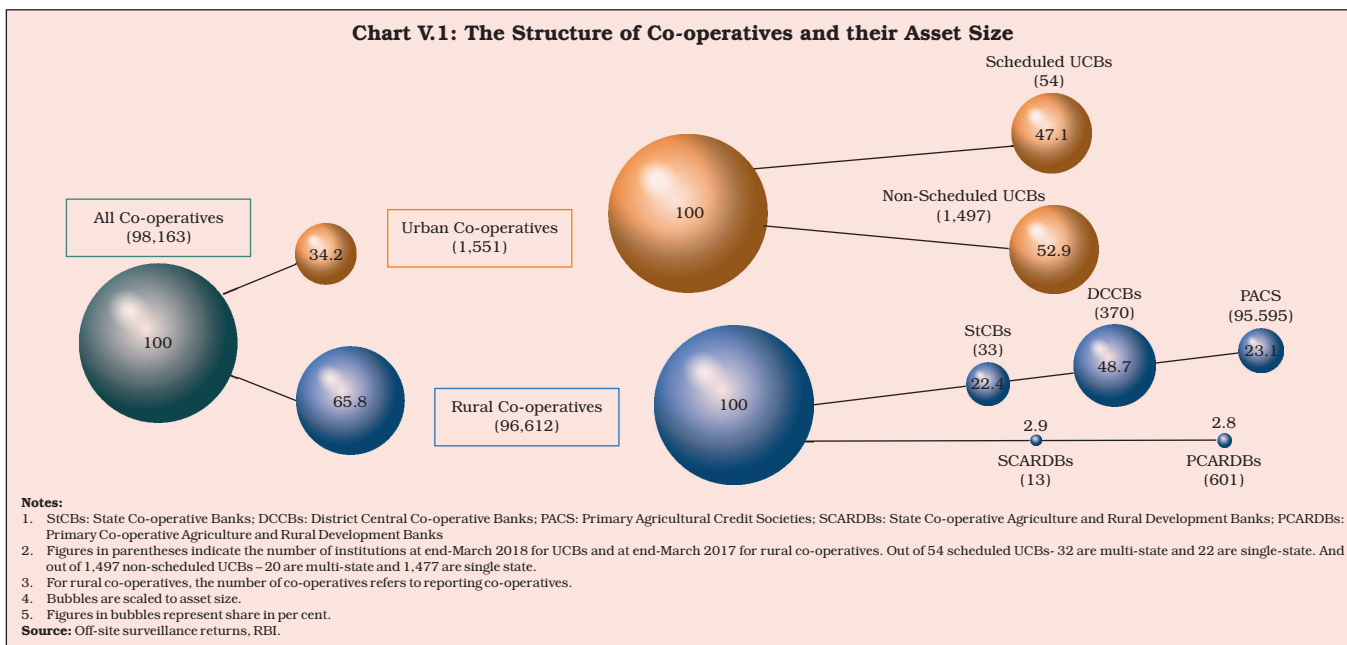 Chart V.1: The Structure of Co-operatives and their Asset Size
Scheduled UCBs
(54)
47.1
100
Non-Scheduled UCBs
(1,497)
52.9
All Co-operatives
(98,163)
100
34.2
Urban Co-operatives
(1,551)
65.8
Rural Co-operatives
(96,612)
100
StCBs
(33)
22.4
DCCBs
(370)
48.7
PACS
(95.595)
23.1
2.9
SCARDBs
(13)
2.8
PCARDBs
(601)
Notes:
1. StCBs: State Co-operative Banks; DCCBs: District Central Co-operative Banks; PACS: Primary Agricultural Credit Societies; SCARDBs: State Co-operative Agriculture and Rural Development Banks; PCARDBs:
Primary Co-operative Agriculture and Rural Development Banks
2. Figures in parentheses indicate the number of institutions at end-March 2018 for UCBs and at end-March 2017 for rural co-operatives. Out of 54 scheduled UCBs- 32 are multi-state and 22 are single-state. And
out of 1,497 non-scheduled UCBs – 20 are multi-state and 1,477 are single state.
3. For rural co-operatives, the number of co-operatives refers to reporting co-operatives.
4. Bubbles are scaled to asset size.
5. Figures in bubbles represent share in per cent.
Source: Off-site surveillance returns, RBI.